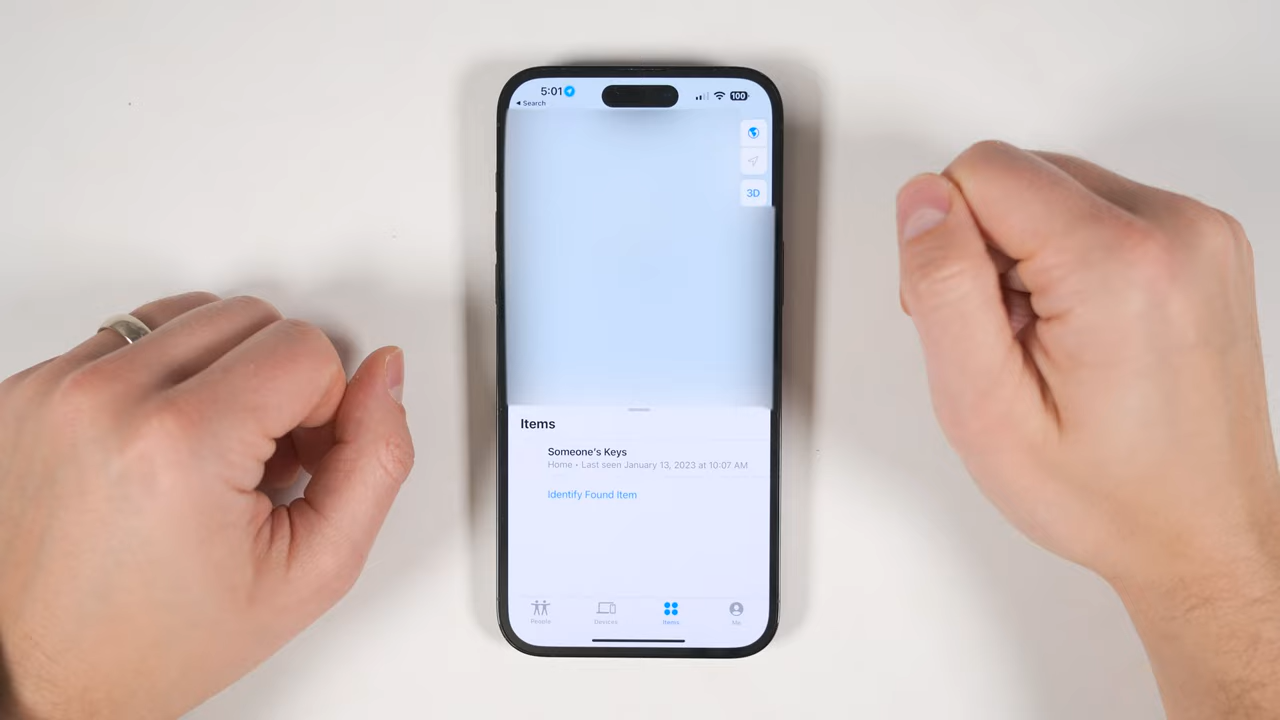 5:01
100
◂ Search
3D
Items
Someone's Keys
Home • Last seen January 13, 2023 at 10:07 AM
Identify Found Item
People Devices Items Me